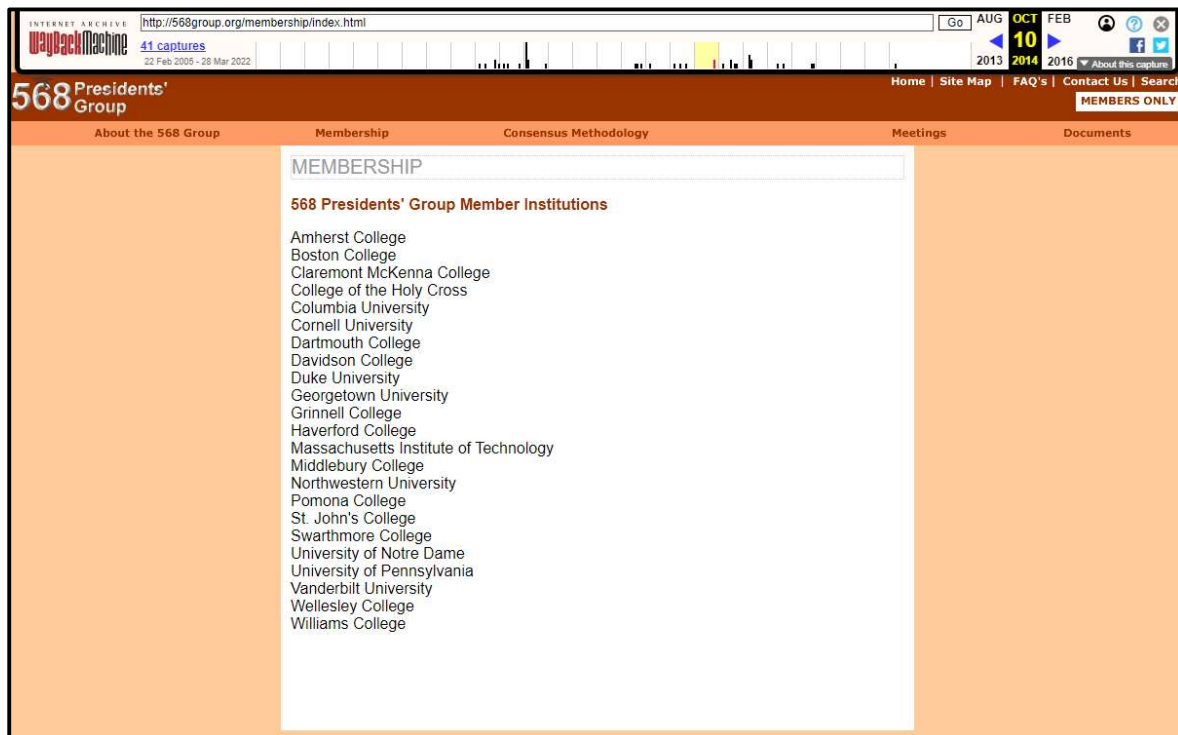 INTERNET ARCHIVE
WayBackMachine
http://568group.org/membership/index.html
Go
41 captures
22 Feb 2005 - 28 Mar 2022
AUG OCT FEB
10
2013 2014 2016
About this capture
568 Presidents' Group
Home | Site Map | FAQ's | Contact Us | Search
MEMBERS ONLY
About the 568 Group Membership Consensus Methodology Meetings Documents
MEMBERSHIP
568 Presidents' Group Member Institutions
Amherst College
Boston College
Claremont McKenna College
College of the Holy Cross
Columbia University
Cornell University
Dartmouth College
Davidson College
Duke University
Georgetown University
Grinnell College
Haverford College
Massachusetts Institute of Technology
Middlebury College
Northwestern University
Pomona College
St. John's College
Swarthmore College
University of Notre Dame
University of Pennsylvania
Vanderbilt University
Wellesley College
Williams College